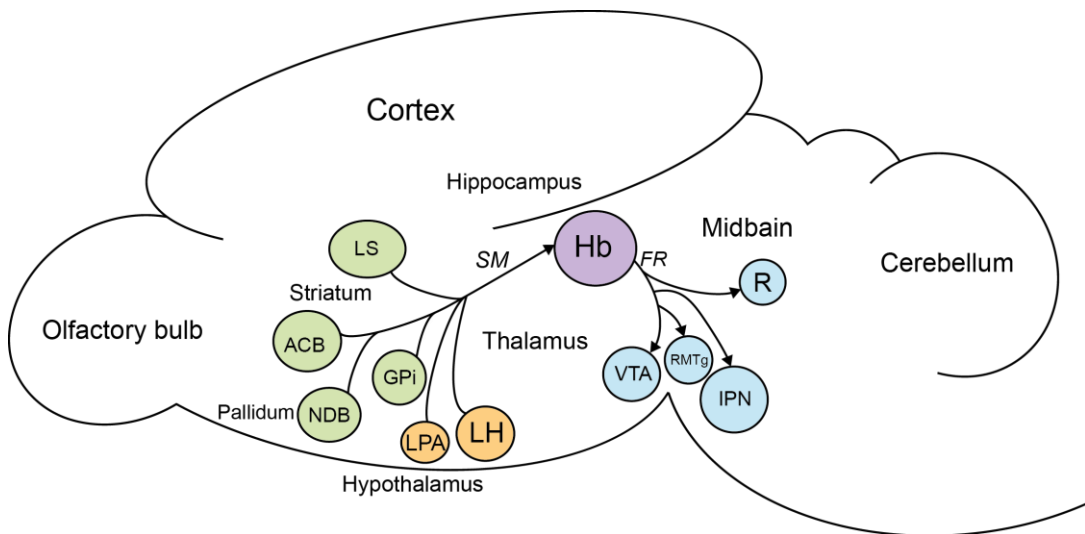 Cortex
Hippocampus
Hb
Midbain
LS
SM
FR
Cerebellum
R
Striatum
Olfactory bulb
Thalamus
ACB
GPi
VTA
RMTg
IPN
Pallidum
NDB
LPA
LH
Hypothalamus